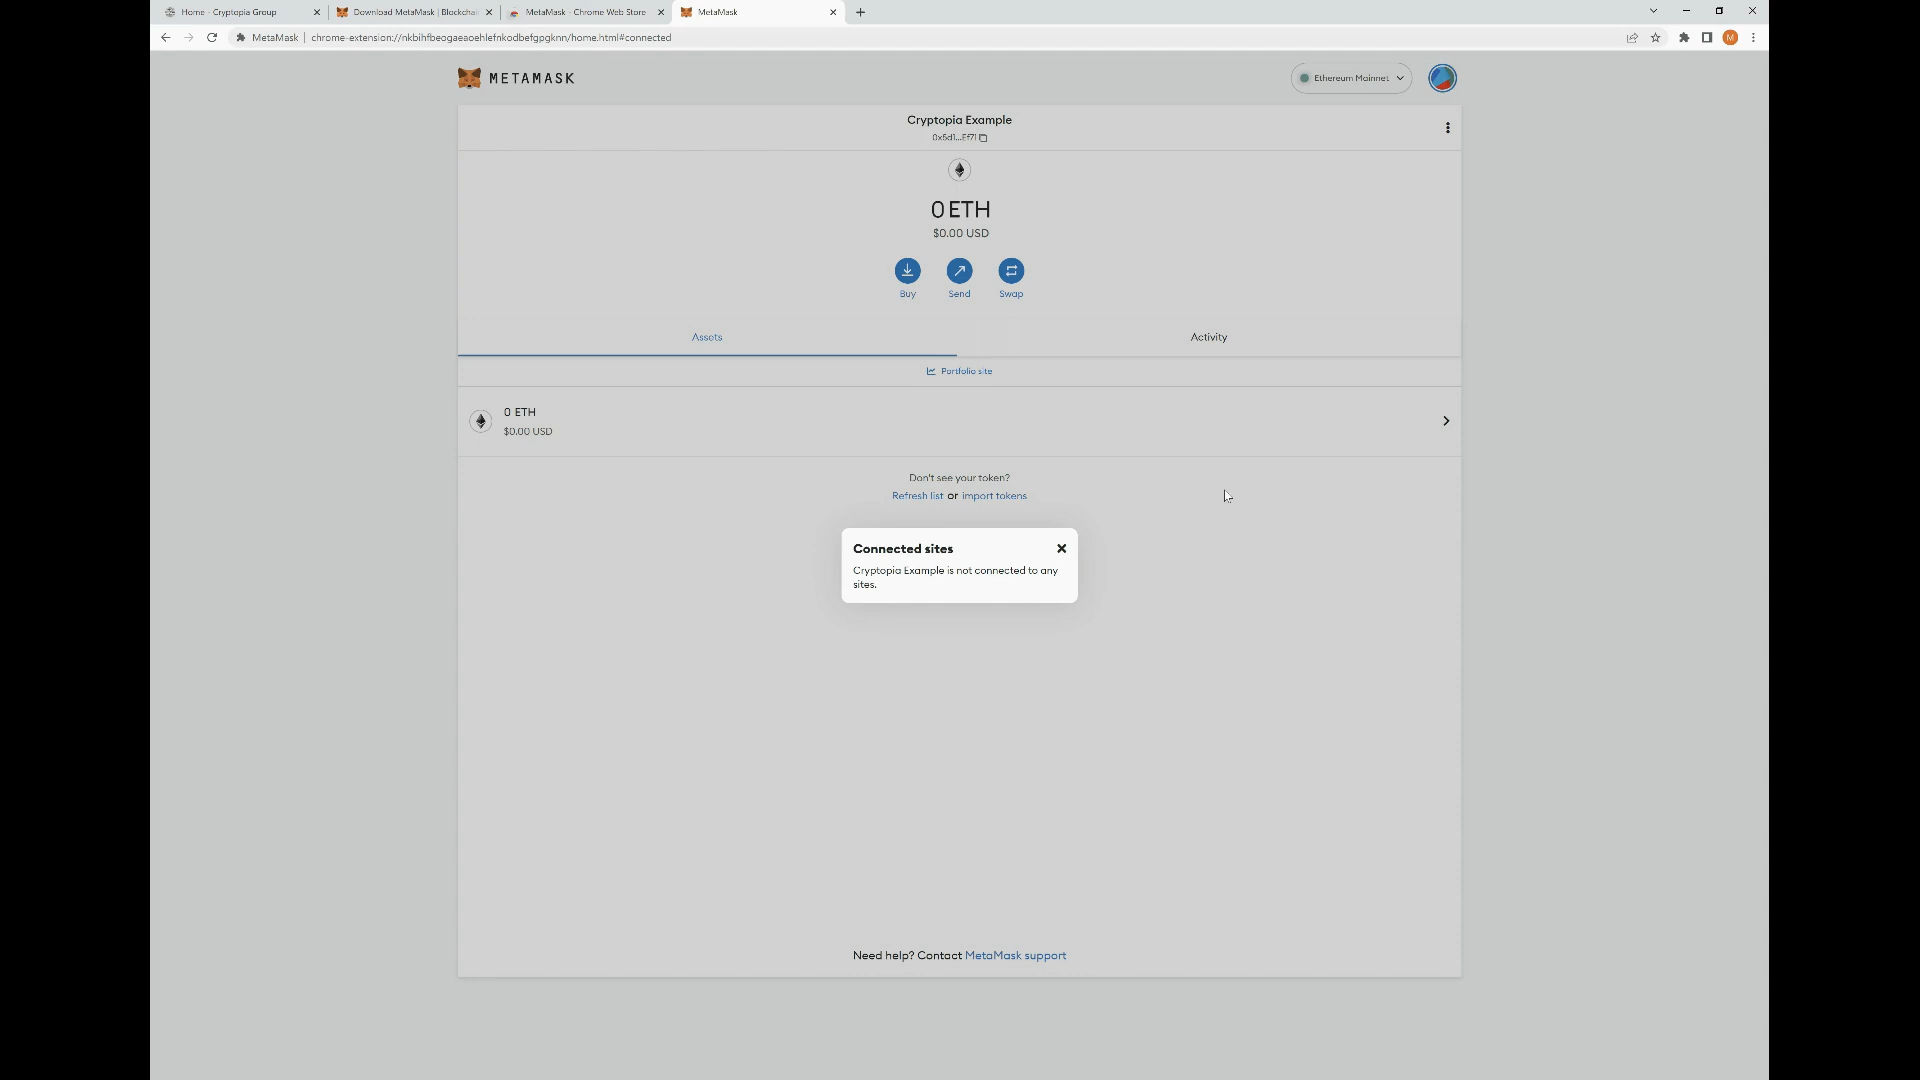 Home - Cryptopia Group
Download MetaMask | Blockchai
MetaMask - Chrome Web Store
MetaMask
MetaMask
chrome-extension://nkbihfbeogaeaoehlefnkodbefgpgknn/home.html#connected
M
METAMASK
Ethereum Mainnet
Cryptopia Example
0x5d1...Ef71
0 ETH
$0.00 USD
Buy
Send
Swap
Assets
Activity
Portfolio site
0 ETH
$0.00 USD
Don't see your token?
Refresh list or import tokens
Connected sites
Cryptopia Example is not connected to any
sites.
Need help? Contact MetaMask support